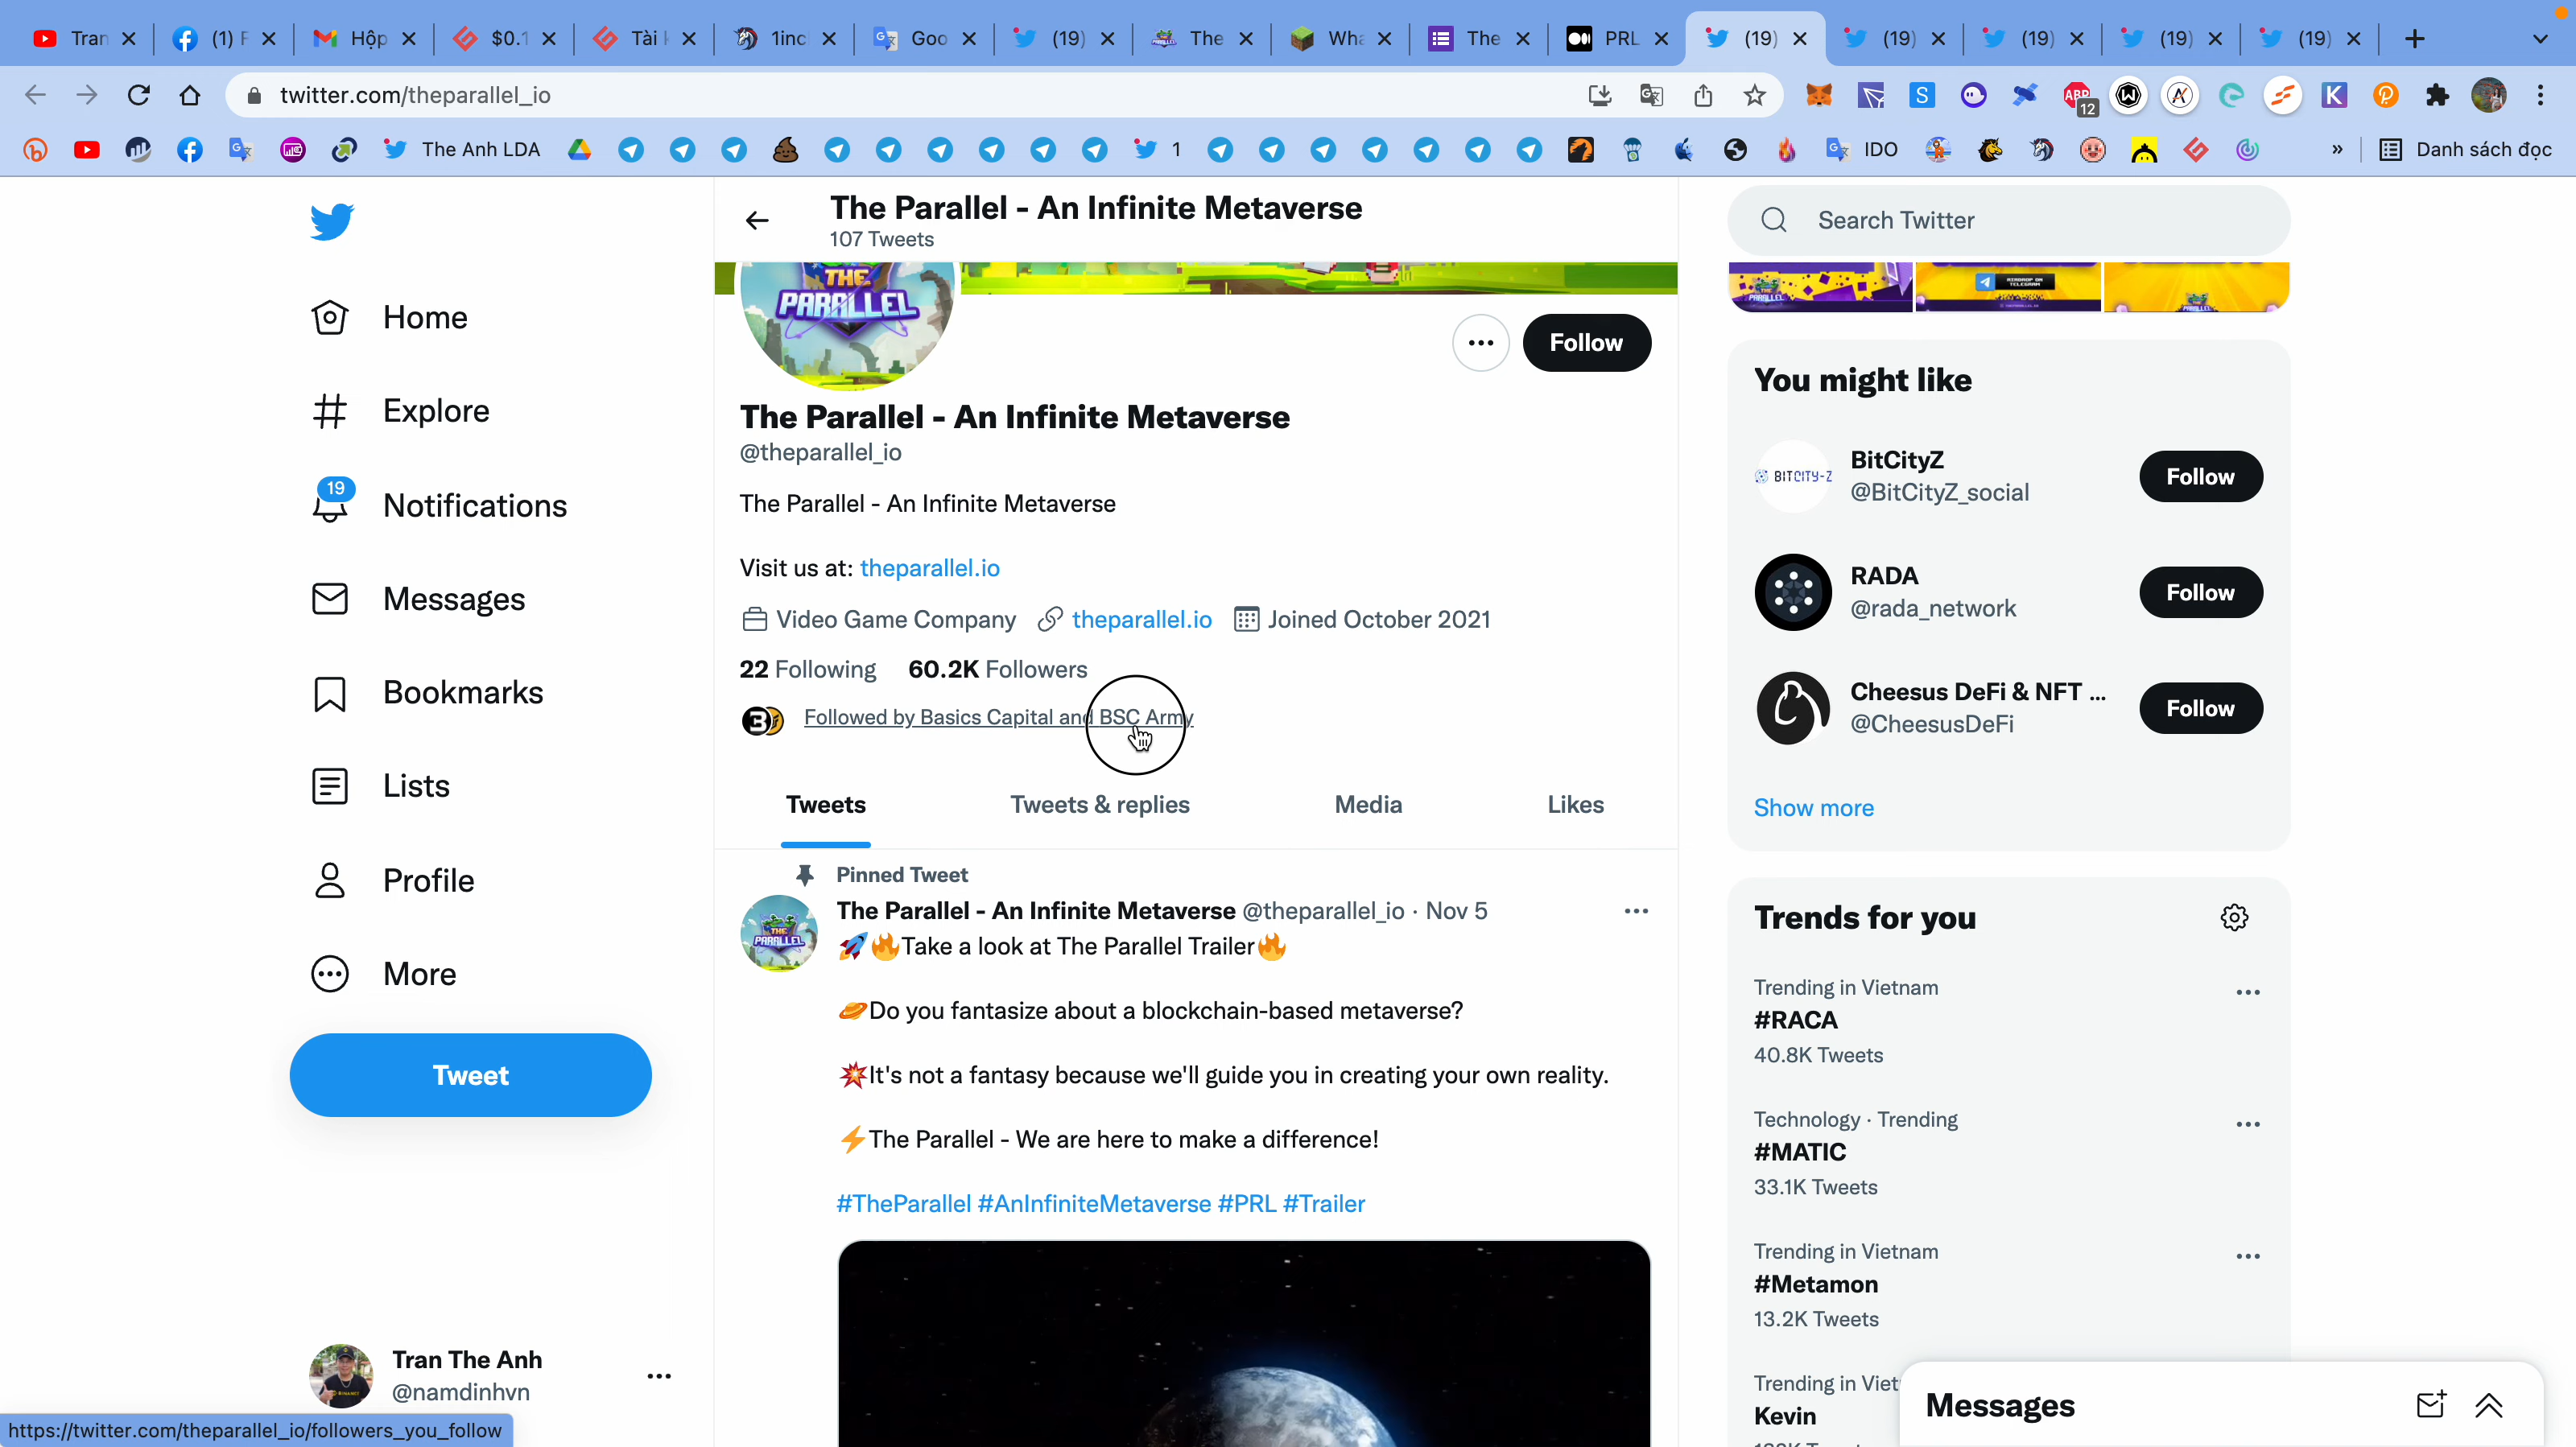 Tran
(1) F
Hộp
$0.1
Tài k
1inc
Goo
(19)
The
Wha
The
PRL
(19)
(19)
(19)
(19)
(19)
twitter.com/theparallel_io
ABP
12
The Anh LDA
1
IDO
»
Danh sách đọc
The Parallel - An Infinite Metaverse
107 Tweets
Search Twitter
Home
Explore
19
Notifications
Messages
Bookmarks
Lists
Profile
More
Tweet
Tran The Anh
@namdinhvn
https://twitter.com/theparallel_io/followers_you_follow
THE
PARALLEL
Follow
The Parallel - An Infinite Metaverse
@theparallel_io
The Parallel - An Infinite Metaverse
Visit us at: theparallel.io
Video Game Company theparallel.io Joined October 2021
22 Following 60.2K Followers
Followed by Basics Capital and BSC Army
Tweets
Tweets & replies
Media
Likes
Pinned Tweet
The Parallel - An Infinite Metaverse @theparallel_io · Nov 5
🚀🔥Take a look at The Parallel Trailer🔥
🪐Do you fantasize about a blockchain-based metaverse?
💥It's not a fantasy because we'll guide you in creating your own reality.
⚡The Parallel - We are here to make a difference!
#TheParallel #AnInfiniteMetaverse #PRL #Trailer
You might like
BITCITY-Z
BitCityZ
@BitCityZ_social
Follow
RADA
@rada_network
Follow
Cheesus DeFi & NFT ...
@CheesusDeFi
Follow
Show more
Trends for you
Trending in Vietnam
#RACA
40.8K Tweets
Technology · Trending
#MATIC
33.1K Tweets
Trending in Vietnam
#Metamon
13.2K Tweets
Trending in Viet
Kevin
Messages